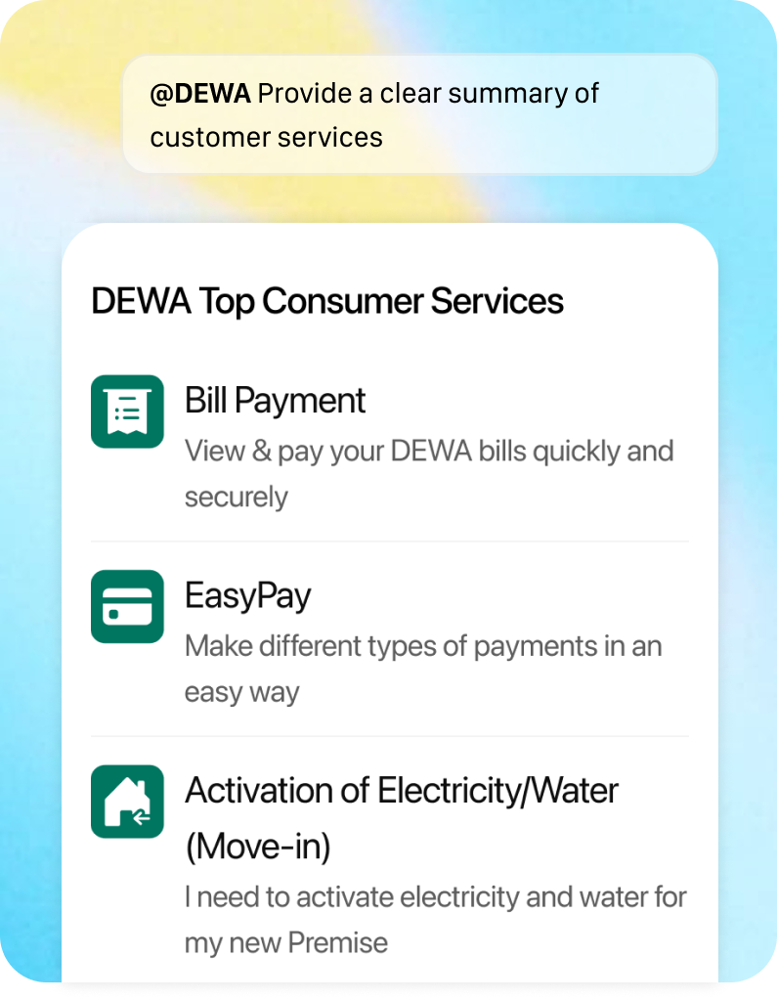 @DEWA Provide a clear summary of
customer services
DEWA Top Consumer Services
Bill Payment
View & pay your DEWA bills quickly and
securely
EasyPay
Make different types of payments in an
easy way
Activation of Electricity/Water
(Move-in)
I need to activate electricity and water for
my new Premise